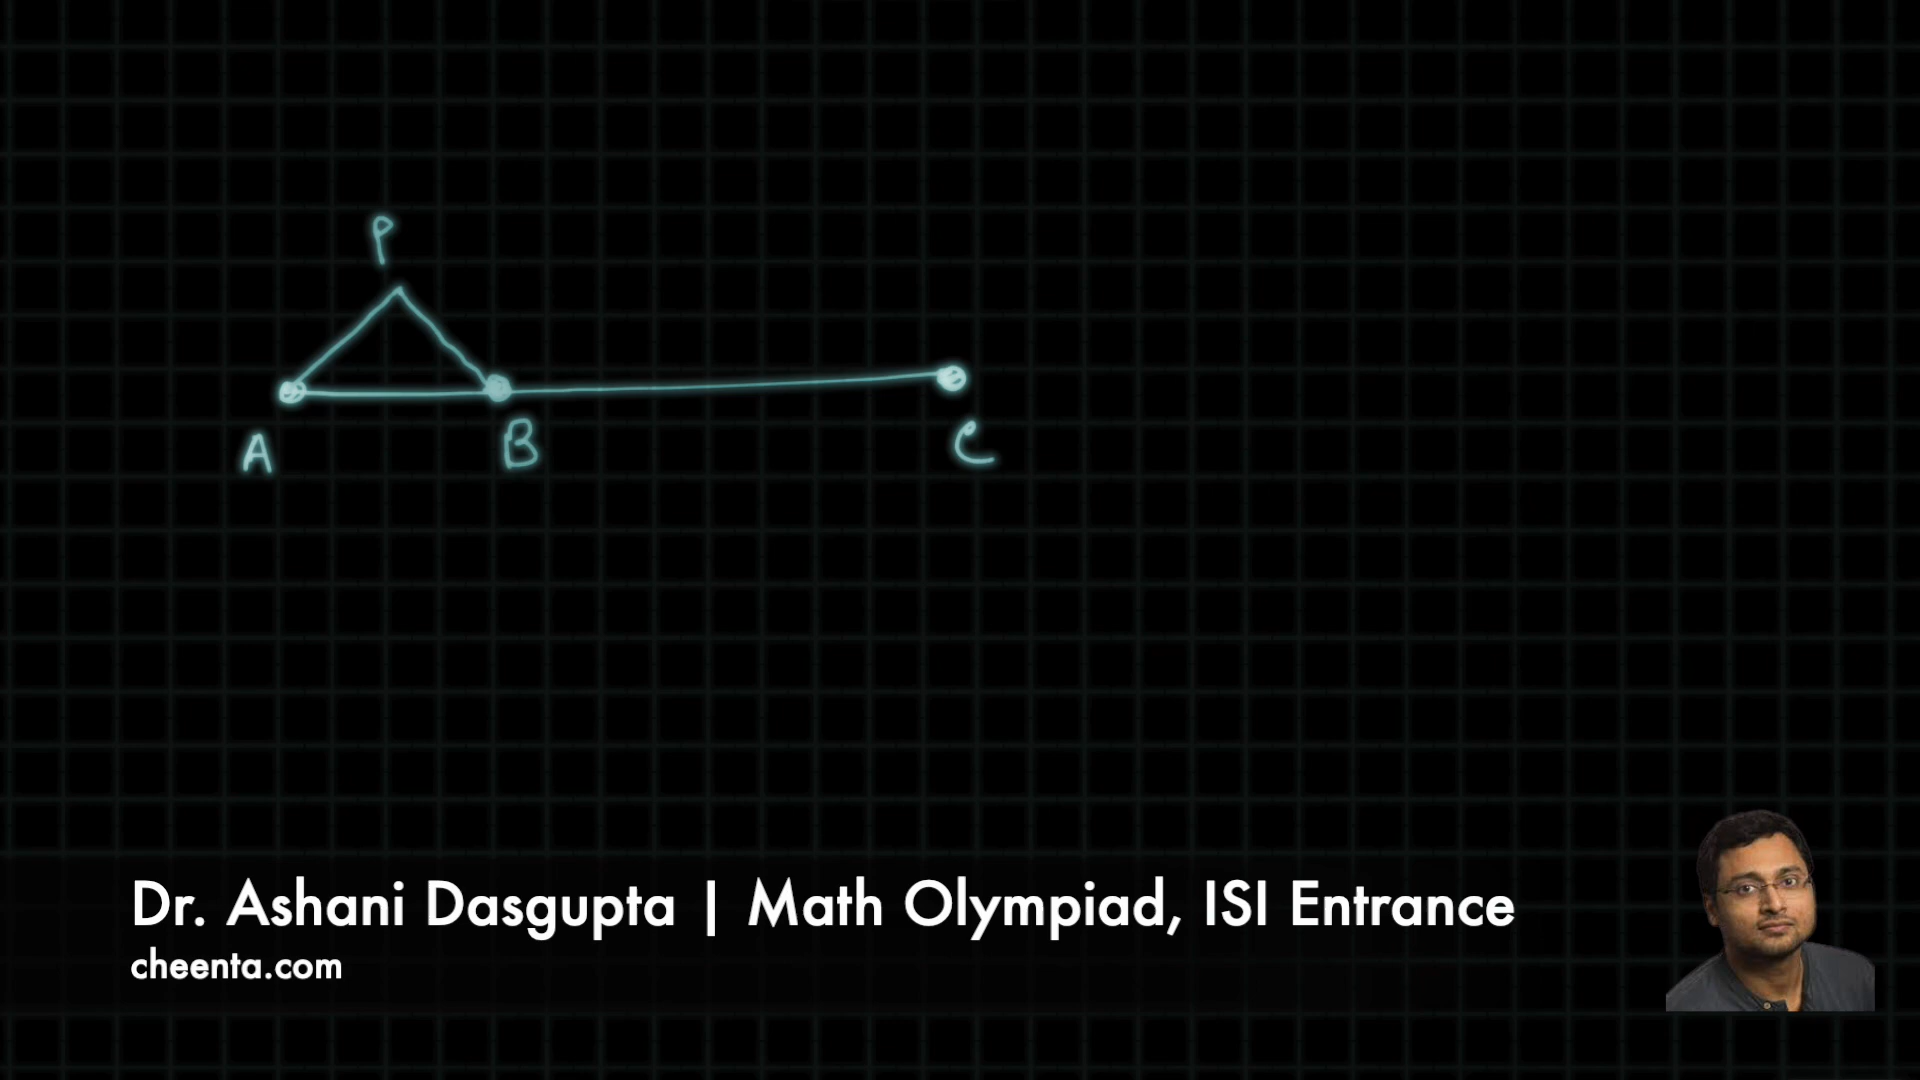 P
A
B
C
Dr. Ashani Dasgupta | Math Olympiad, ISI Entrance
cheenta.com